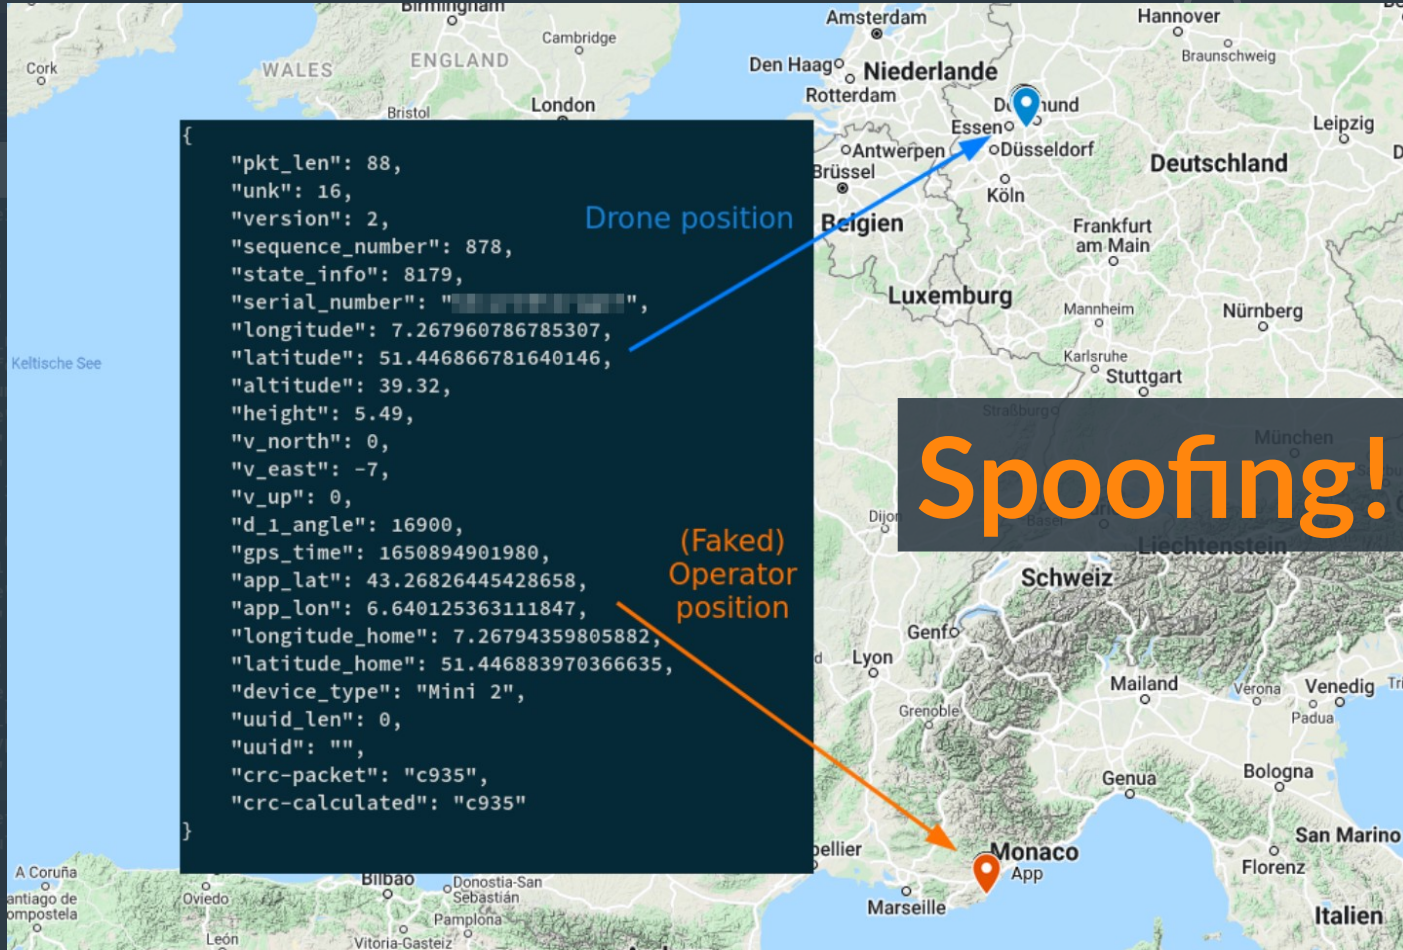 Birmingham
Amsterdam
Hannover
Cork
WALES
ENGLAND
Cambridge
Den Haag
Niederlande
Braunschweig
Rotterdam
Bristol
London
Essen
Leipzig
Antwerpen
Düsseldorf
Brüssel
Deutschland
Köln
Belgien
Frankfurt
am Main
Luxemburg
Mannheim
Nürnberg
Keltische See
Karlsruhe
Stuttgart
Straßburg
München
{
"pkt_len": 88,
"unk": 16,
"version": 2,
"sequence_number": 878,
"state_info": 8179,
"serial_number": "",
"longitude": 7.267960786785307,
"latitude": 51.446866781640146,
"altitude": 39.32,
"height": 5.49,
"v_north": 0,
"v_east": -7,
"v_up": 0,
"d_1_angle": 16900,
"gps_time": 1650894901980,
"app_lat": 43.26826445428658,
"app_lon": 6.640125363111847,
"longitude_home": 7.26794359805882,
"latitude_home": 51.446883970366635,
"device_type": "Mini 2",
"uuid_len": 0,
"uuid": "",
"crc-packet": "c935",
"crc-calculated": "c935"
}
Drone position
(Faked)
Operator
position
Spoofing!
Dijon
Basel
Liechtenstein
Schweiz
Genf
Lyon
Mailand
Verona
Venedig
Padua
Grenoble
Genua
Bologna
San Marino
Monaco
App
Florenz
Marseille
Italien
A Coruña
Oviedo
Bilbao
Donostia-San
Sebastián
Pamplona
León
Vitoria-Gasteiz